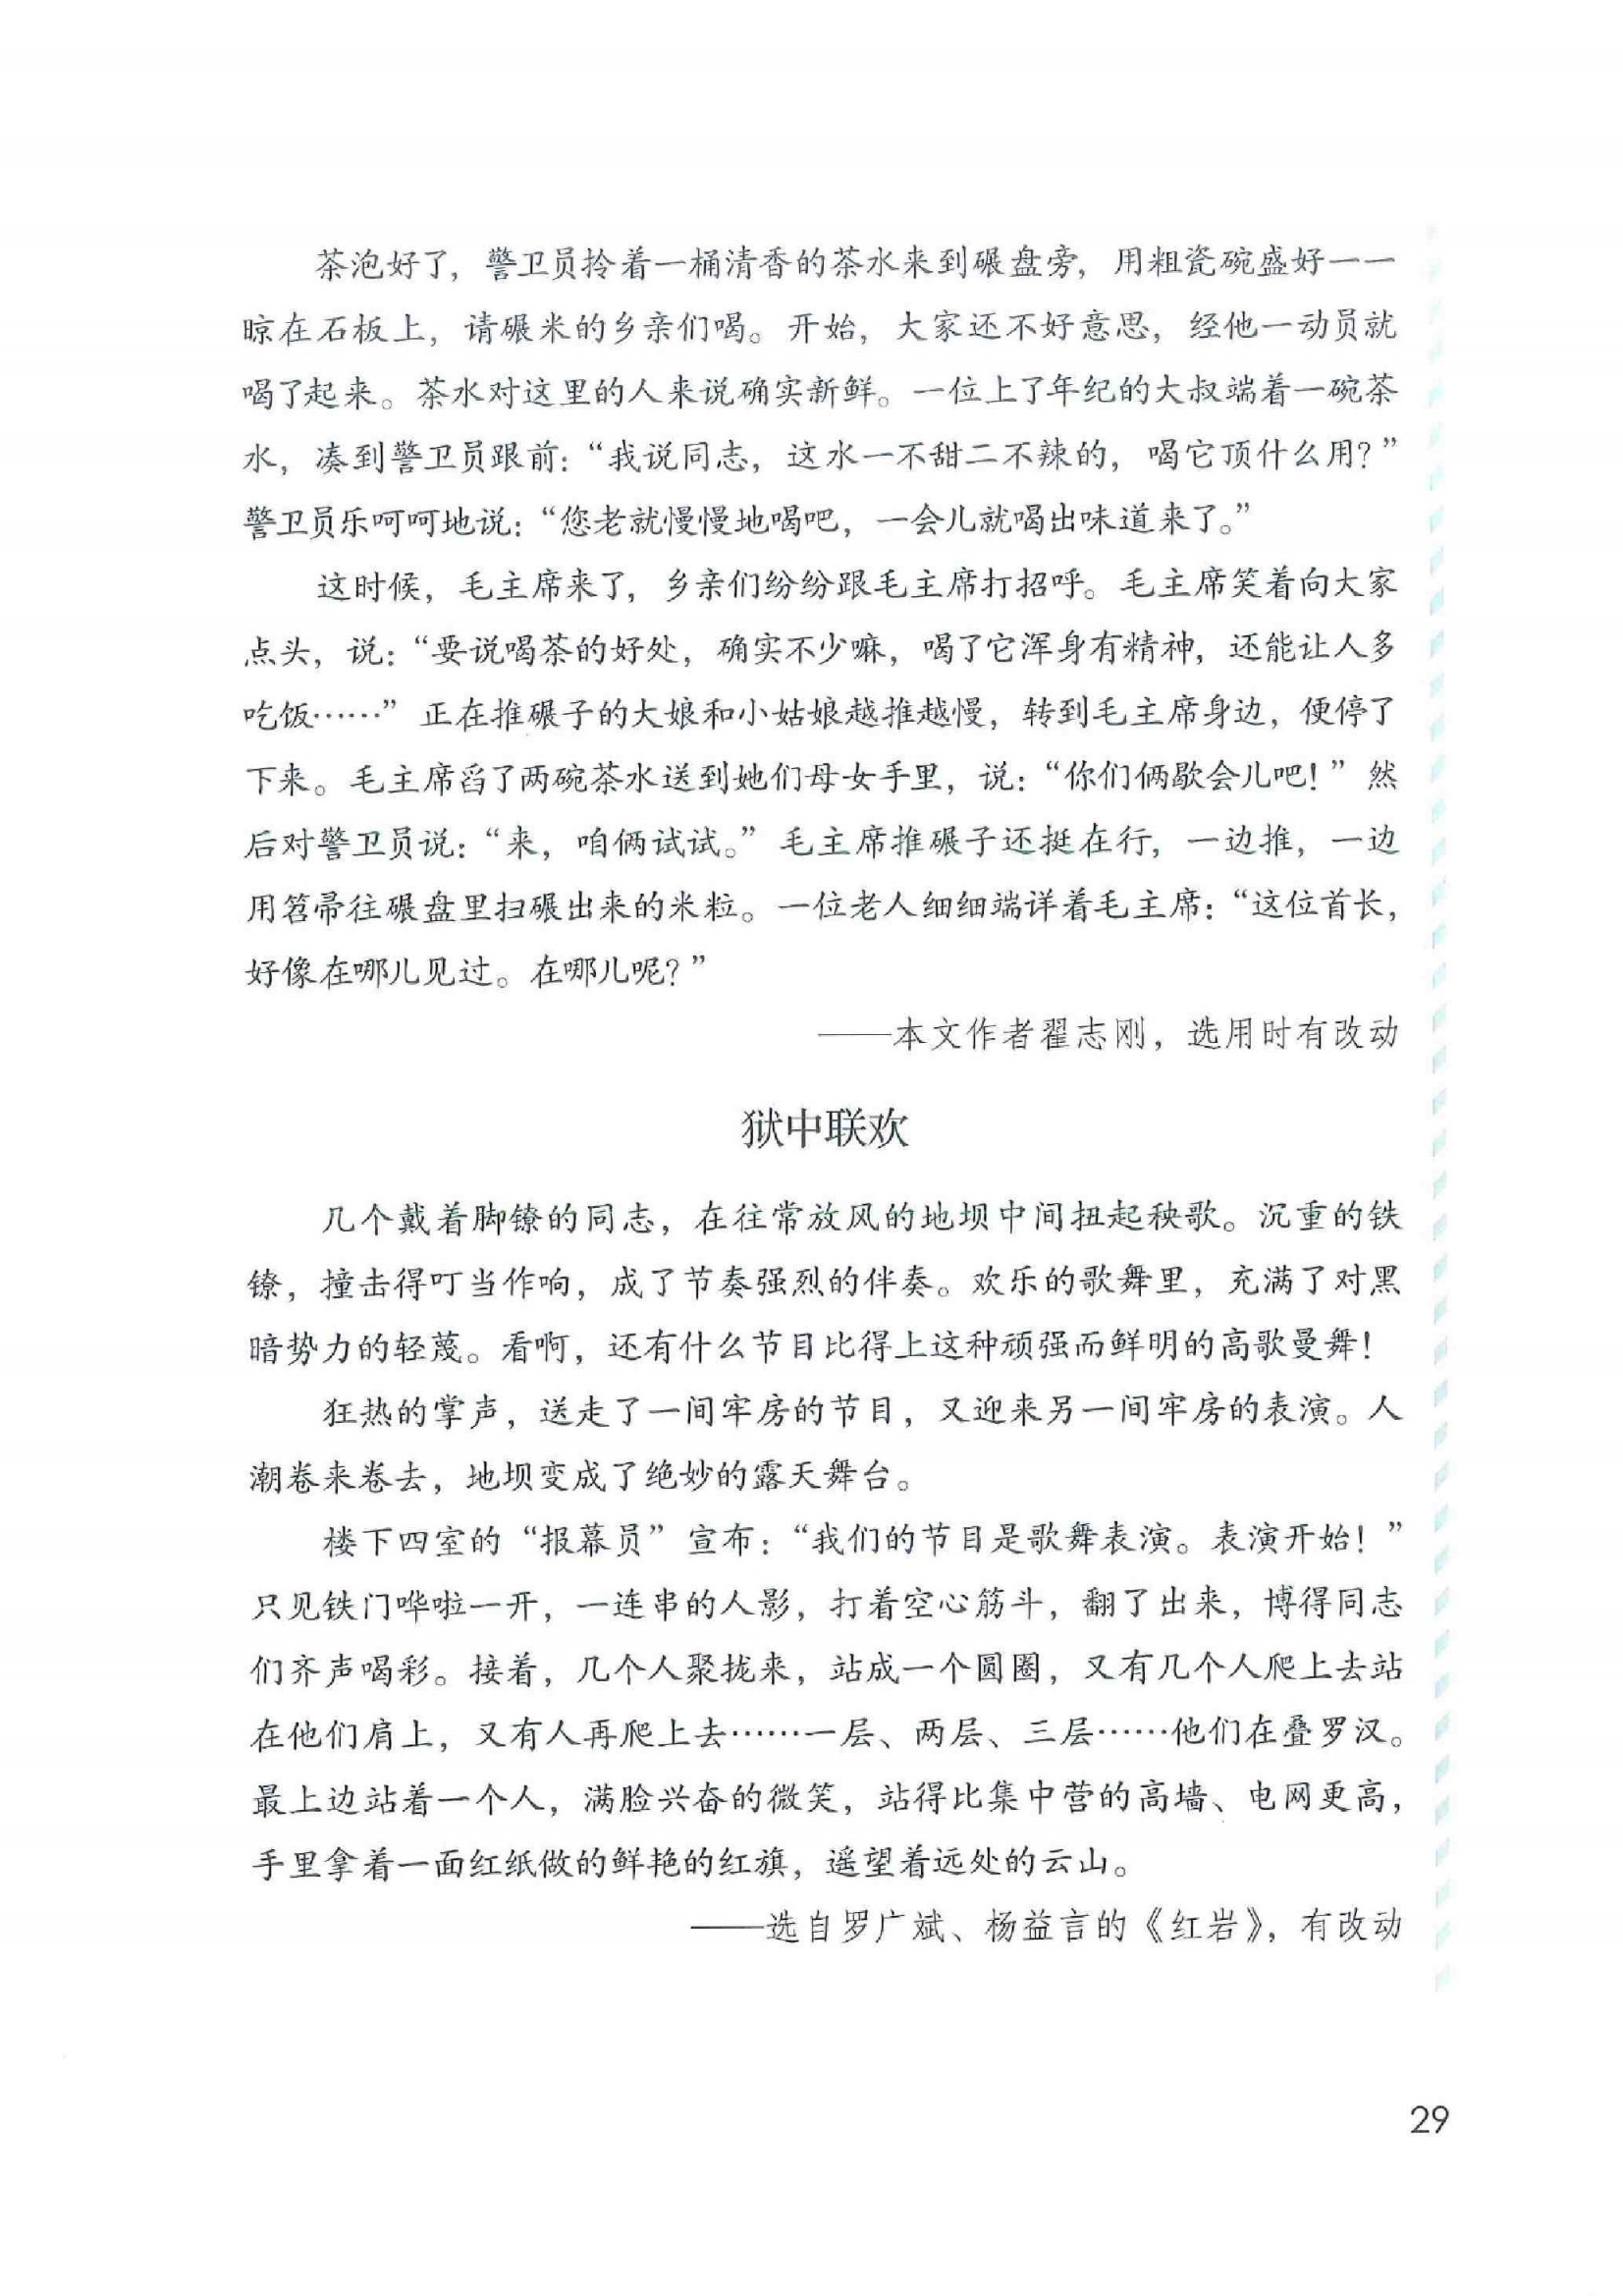 茶泡好了，警卫员拎着一桶清香的茶水来到碾盘旁，用粗瓷碗盛好一一
晾在石板上，请碾米的乡亲们喝。开始，大家还不好意思，经他一动员就
喝了起来。茶水对这里的人来说确实新鲜。一位上了年纪的大叔端着一碗茶
水，凑到警卫员跟前：“我说同志，这水一不甜二不辣的，喝它顶什么用？”
警卫员乐呵呵地说：“您老就慢慢地喝吧，一会儿就喝出味道来了。”
这时候，毛主席来了，乡亲们纷纷跟毛主席打招呼。毛主席笑着向大家
点头，说：“要说喝茶的好处，确实不少嘛，喝了它浑身有精神，还能让人多
吃饭……”正在推碾子的大娘和小姑娘越推越慢，转到毛主席身边，便停了
下来。毛主席舀了两碗茶水送到她们母女手里，说：“你们俩歇会儿吧！”然
后对警卫员说：“来，咱俩试试。”毛主席推碾子还挺在行，一边推，一边
用笤帚往碾盘里扫碾出来的米粒。一位老人细细端详着毛主席：“这位首长，
好像在哪儿见过。在哪儿呢？”
——本文作者翟志刚，选用时有改动
狱中联欢
几个戴着脚镣的同志，在往常放风的地坝中间扭起秧歌。沉重的铁
镣，撞击得叮当作响，成了节奏强烈的伴奏。欢乐的歌舞里，充满了对黑
暗势力的轻蔑。看啊，还有什么节目比得上这种顽强而鲜明的高歌曼舞！
狂热的掌声，送走了一间牢房的节目，又迎来另一间牢房的表演。人
潮卷来卷去，地坝变成了绝妙的露天舞台。
楼下四室的“报幕员”宣布：“我们的节目是歌舞表演。表演开始！”
只见铁门哗啦一开，一连串的人影，打着空心筋斗，翻了出来，博得同志
们齐声喝彩。接着，几个人聚拢来，站成一个圆圈，又有几个人爬上去站
在他们肩上，又有人再爬上去……一层、两层、三层……他们在叠罗汉。
最上边站着一个人，满脸兴奋的微笑，站得比集中营的高墙、电网更高，
手里拿着一面红纸做的鲜艳的红旗，遥望着远处的云山。
——选自罗广斌、杨益言的《红岩》，有改动
29